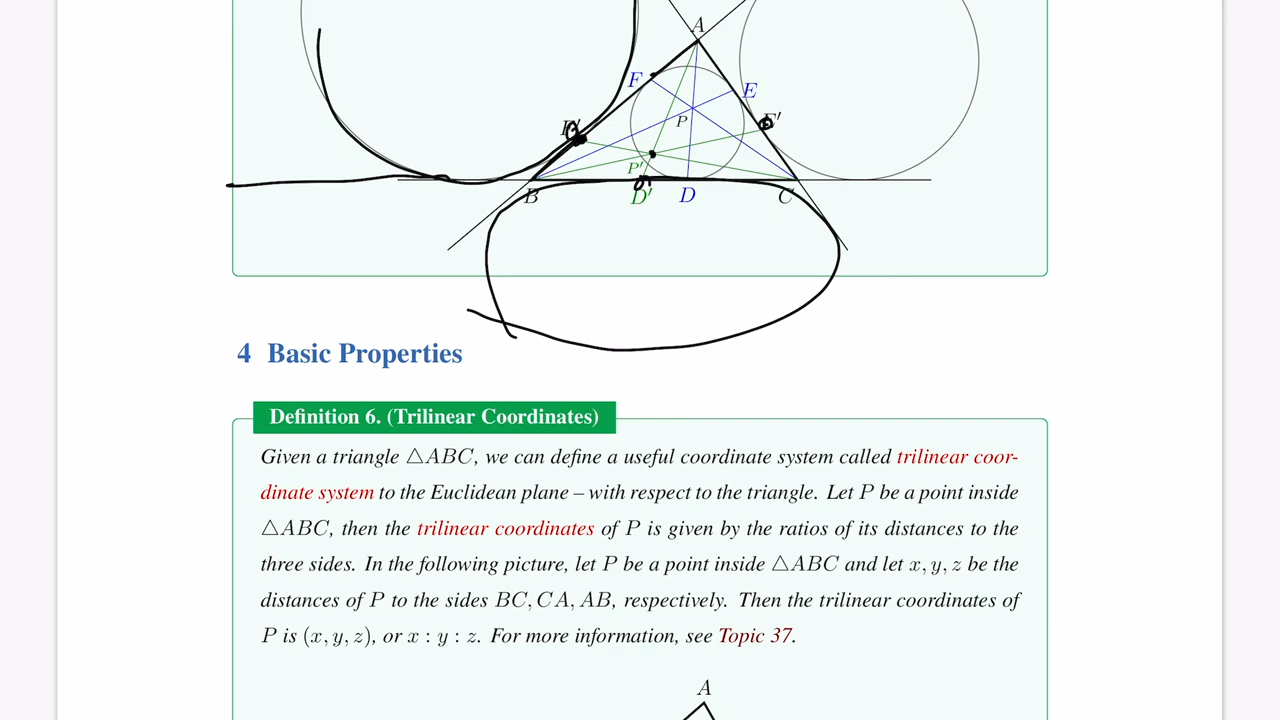 A
F
E
P
E'
P'
B
D'
D
C
4 Basic Properties
Definition 6. (Trilinear Coordinates)
Given a triangle △ABC, we can define a useful coordinate system called trilinear coor-
dinate system to the Euclidean plane – with respect to the triangle. Let P be a point inside
△ABC, then the trilinear coordinates of P is given by the ratios of its distances to the
three sides. In the following picture, let P be a point inside △ABC and let x, y, z be the
distances of P to the sides BC, CA, AB, respectively. Then the trilinear coordinates of
P is (x, y, z), or x : y : z. For more information, see Topic 37.
A